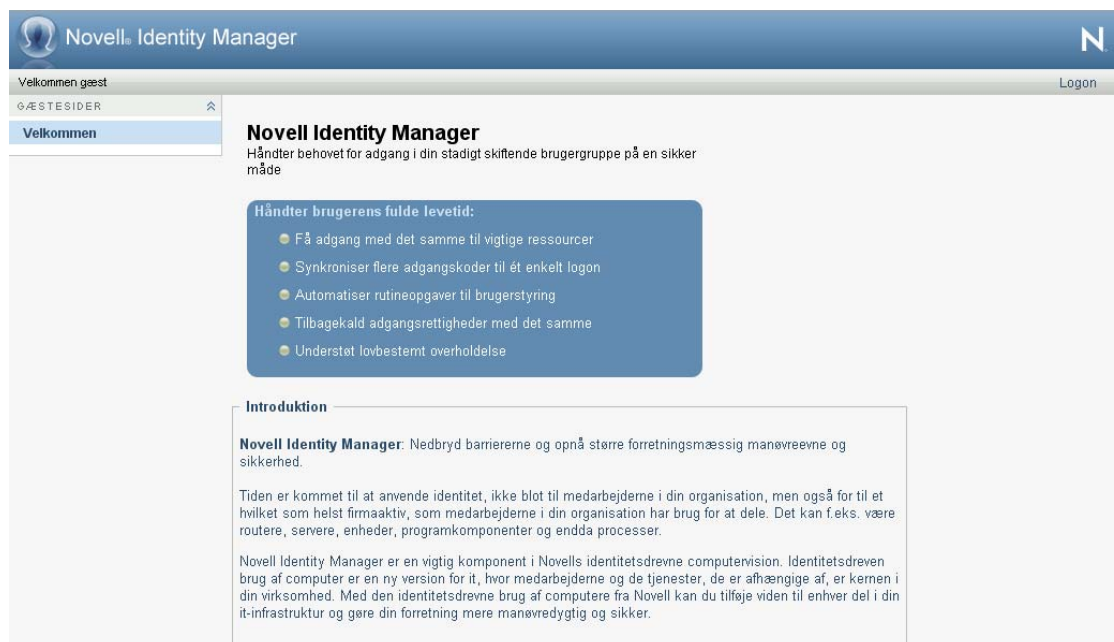 Novell® Identity Manager
N
Velkommen gæst
Logon
GÆSTESIDER
Velkommen
Novell Identity Manager
Håndter behovet for adgang i din stadigt skiftende brugergruppe på en sikker
måde
Håndter brugerens fulde levetid:
Få adgang med det samme til vigtige ressourcer
Synkroniser flere adgangskoder til ét enkelt logon
Automatiser rutineopgaver til brugerstyring
Tilbagekald adgangsrettigheder med det samme
Understøt lovbestemt overholdelse
Introduktion
Novell Identity Manager: Nedbryd barriererne og opnå større forretningsmæssig manøvreevne og
sikkerhed.
Tiden er kommet til at anvende identitet, ikke blot til medarbejderne i din organisation, men også for til et
hvilket som helst firmaaktiv, som medarbejderne i din organisation har brug for at dele. Det kan f.eks. være
routere, servere, enheder, programkomponenter og endda processer.
Novell Identity Manager er en vigtig komponent i Novells identitetsdrevne computervision. Identitetsdreven
brug af computer er en ny version for it, hvor medarbejderne og de tjenester, de er afhængige af, er kernen i
din virksomhed. Med den identitetsdrevne brug af computere fra Novell kan du tilføje viden til enhver del i din
it-infrastruktur og gøre din forretning mere manøvredygtig og sikker.